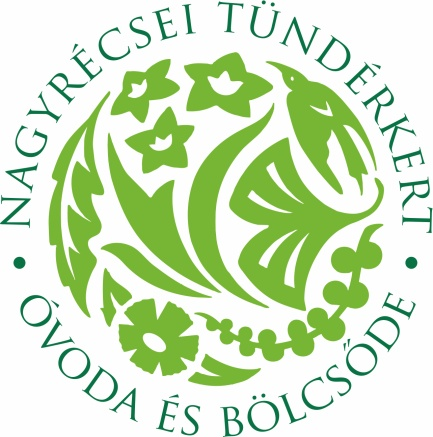 NAGYRÉCSEI TÜNDÉRKERT
• ÓVODA ÉS BÖLCSŐDE •